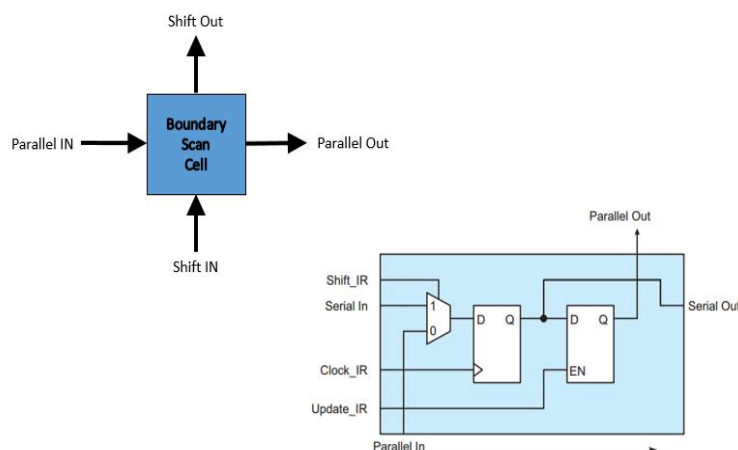 Shift Out
Parallel IN
Boundary
Scan
Cell
Parallel Out
Shift IN
Parallel Out
Shift_IR
Serial In
1
0
D Q
D Q
Serial Out
Clock_IR
EN
Update_IR
Parallel In